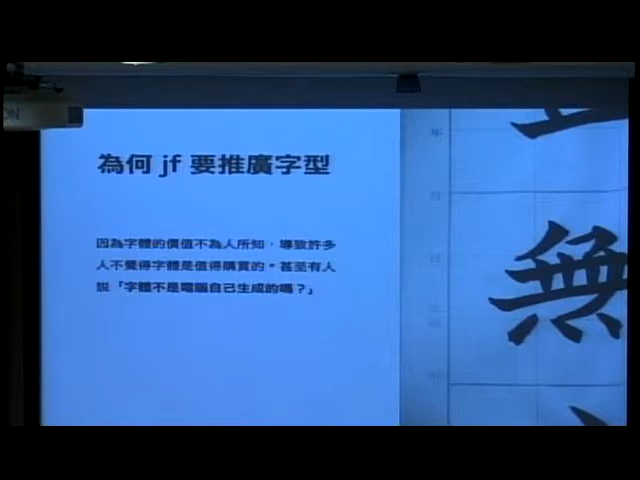 為何 jf 要推廣字型
因為字體的價值不為人所知，導致許多
人不覺得字體是值得購買的。甚至有人
說「字體不是電腦自己生成的嗎？」
無